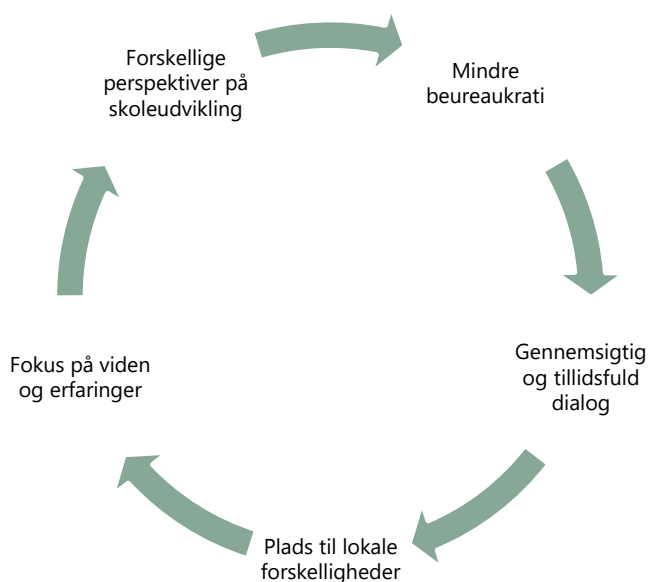 Forskellige
perspektiver på
skoleudvikling
Mindre
beureaukrati
Gennemsigtig
og tillidsfuld
dialog
Plads til lokale
forskelligheder
Fokus på viden
og erfaringer